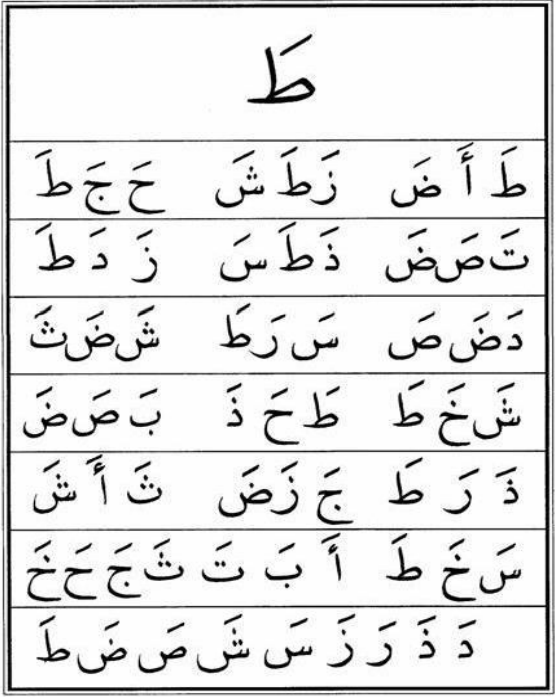 طَ
طَ أَ ضَ زَ طَ شَ حَ جَ طَ
تَ صَ ضَ ذَ طَ سَ زَ دَ طَ
دَ ضَ صَ سَ رَ طَ شَ ضَ ثَ
شَ خَ طَ طَ حَ ذَ بَ صَ ضَ
ذَ رَ طَ جَ زَ ضَ ثَ أَ شَ
سَ خَ طَ أَ بَ تَ ثَ جَ حَ خَ
دَ ذَ رَ زَ سَ شَ صَ ضَ طَ